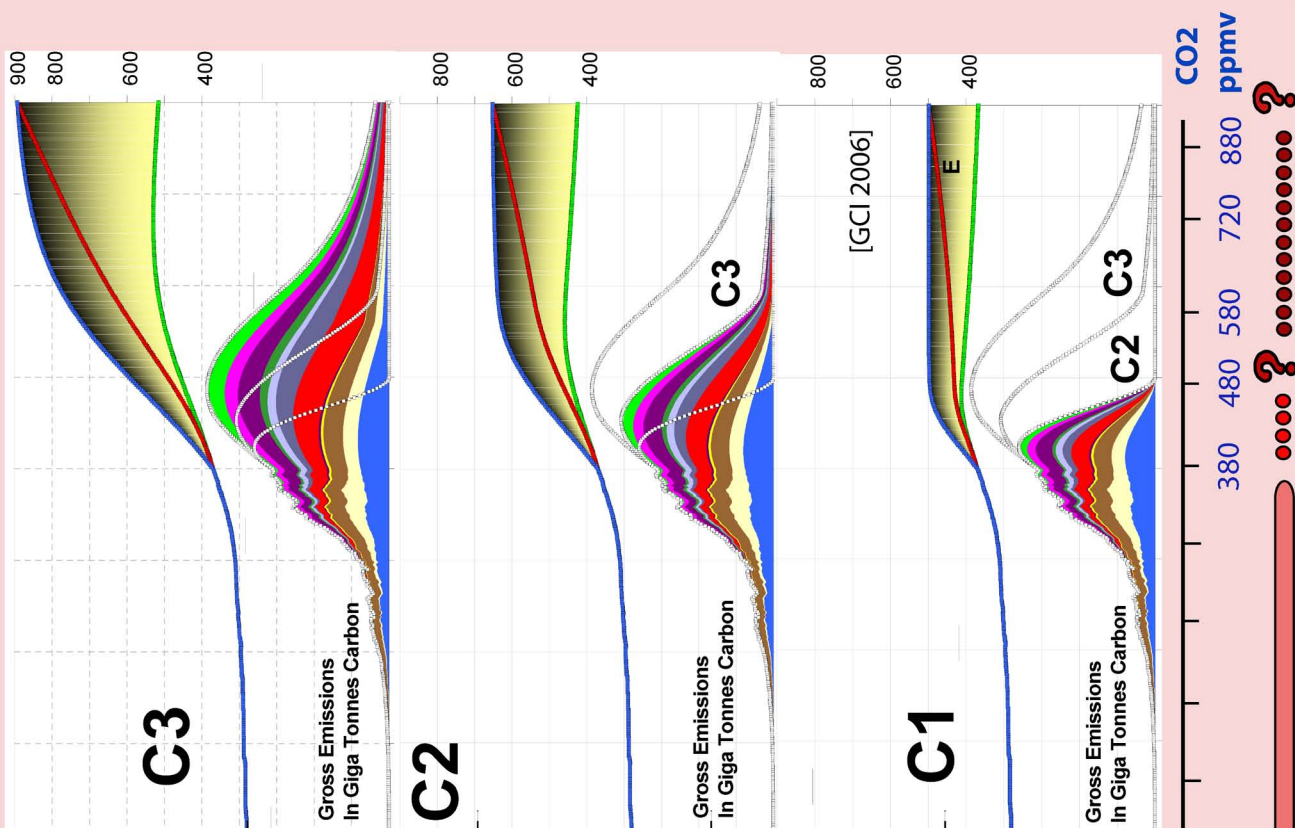 C3
Gross Emissions
In Giga Tonnes Carbon
900
800
600
400
C2
Gross Emissions
In Giga Tonnes Carbon
C3
800
600
400
C1
Gross Emissions
In Giga Tonnes Carbon
C2
C3
E
[GCI 2006]
800
600
400
CO2
380 480 580 720 880 ppmv
? ?